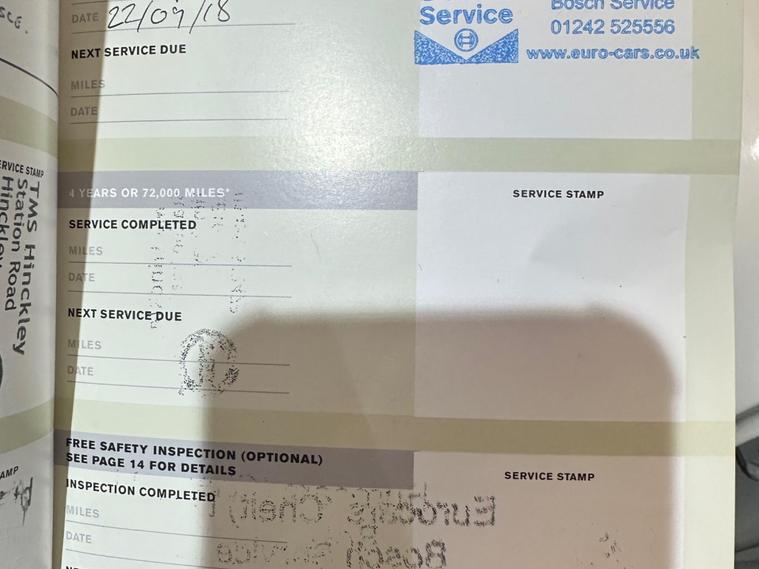 DATE 22/09/18
Service
Bosch Service
01242 525556
www.euro-cars.co.uk
NEXT SERVICE DUE
MILES
DATE
SERVICE STAMP
TMS Hinckley
Station Road
Hinckley
4 YEARS OR 72,000 MILES*
SERVICE STAMP
SERVICE COMPLETED
MILES
DATE
NEXT SERVICE DUE
MILES
DATE
FREE SAFETY INSPECTION (OPTIONAL)
SEE PAGE 14 FOR DETAILS
SERVICE STAMP
INSPECTION COMPLETED
MILES
DATE